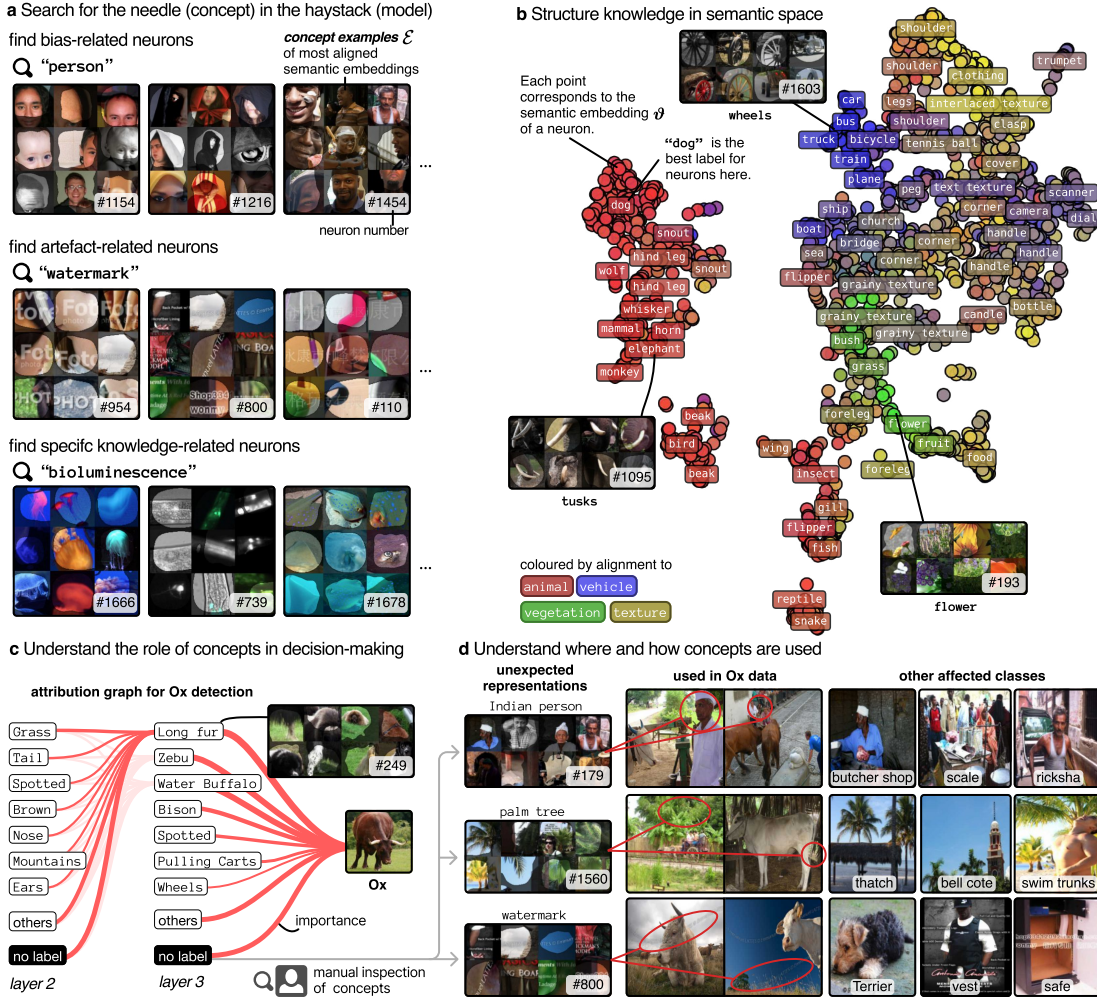 a Search for the needle (concept) in the haystack (model)
find bias-related neurons
"person"
concept examples ℰ
of most aligned
semantic embeddings
#1154
#1216
#1454
...
neuron number
find artefact-related neurons
"watermark"
#954
#800
#110
...
find specifc knowledge-related neurons
"bioluminescence"
#1666
#739
#1678
...
b Structure knowledge in semantic space
Each point
corresponds to the
semantic embedding ϑ
of a neuron.
"dog" is the
best label for
neurons here.
#1603
wheels
shoulder
shoulder
trumpet
clothing
car
legs
interlaced texture
bus
shoulder
clasp
truck
bicycle
tennis ball
train
cover
plane
peg
text texture
scanner
dog
ship
corner
camera
dial
church
boat
handle
snout
bridge
corner
sea
handle
hind leg
corner
wolf
snout
handle
flipper
hind leg
grainy texture
whisker
bottle
grainy texture
candle
mammal
horn
grainy texture
bush
elephant
monkey
grass
beak
foreleg
flower
bird
fruit
wing
food
beak
foreleg
insect
#1095
tusks
gill
flipper
fish
#193
flower
reptile
snake
coloured by alignment to
animal
vehicle
vegetation
texture
c Understand the role of concepts in decision-making
attribution graph for Ox detection
Grass
Tail
Spotted
Brown
Nose
Mountains
Ears
others
no label
layer 2
Long fur
Zebu
Water Buffalo
Bison
Spotted
Pulling Carts
Wheels
others
no label
layer 3
#249
Ox
importance
manual inspection
of concepts
d Understand where and how concepts are used
unexpected
representations
used in Ox data
other affected classes
Indian person
#179
butcher shop
scale
ricksha
palm tree
#1560
thatch
bell cote
swim trunks
watermark
#800
Terrier
vest
safe